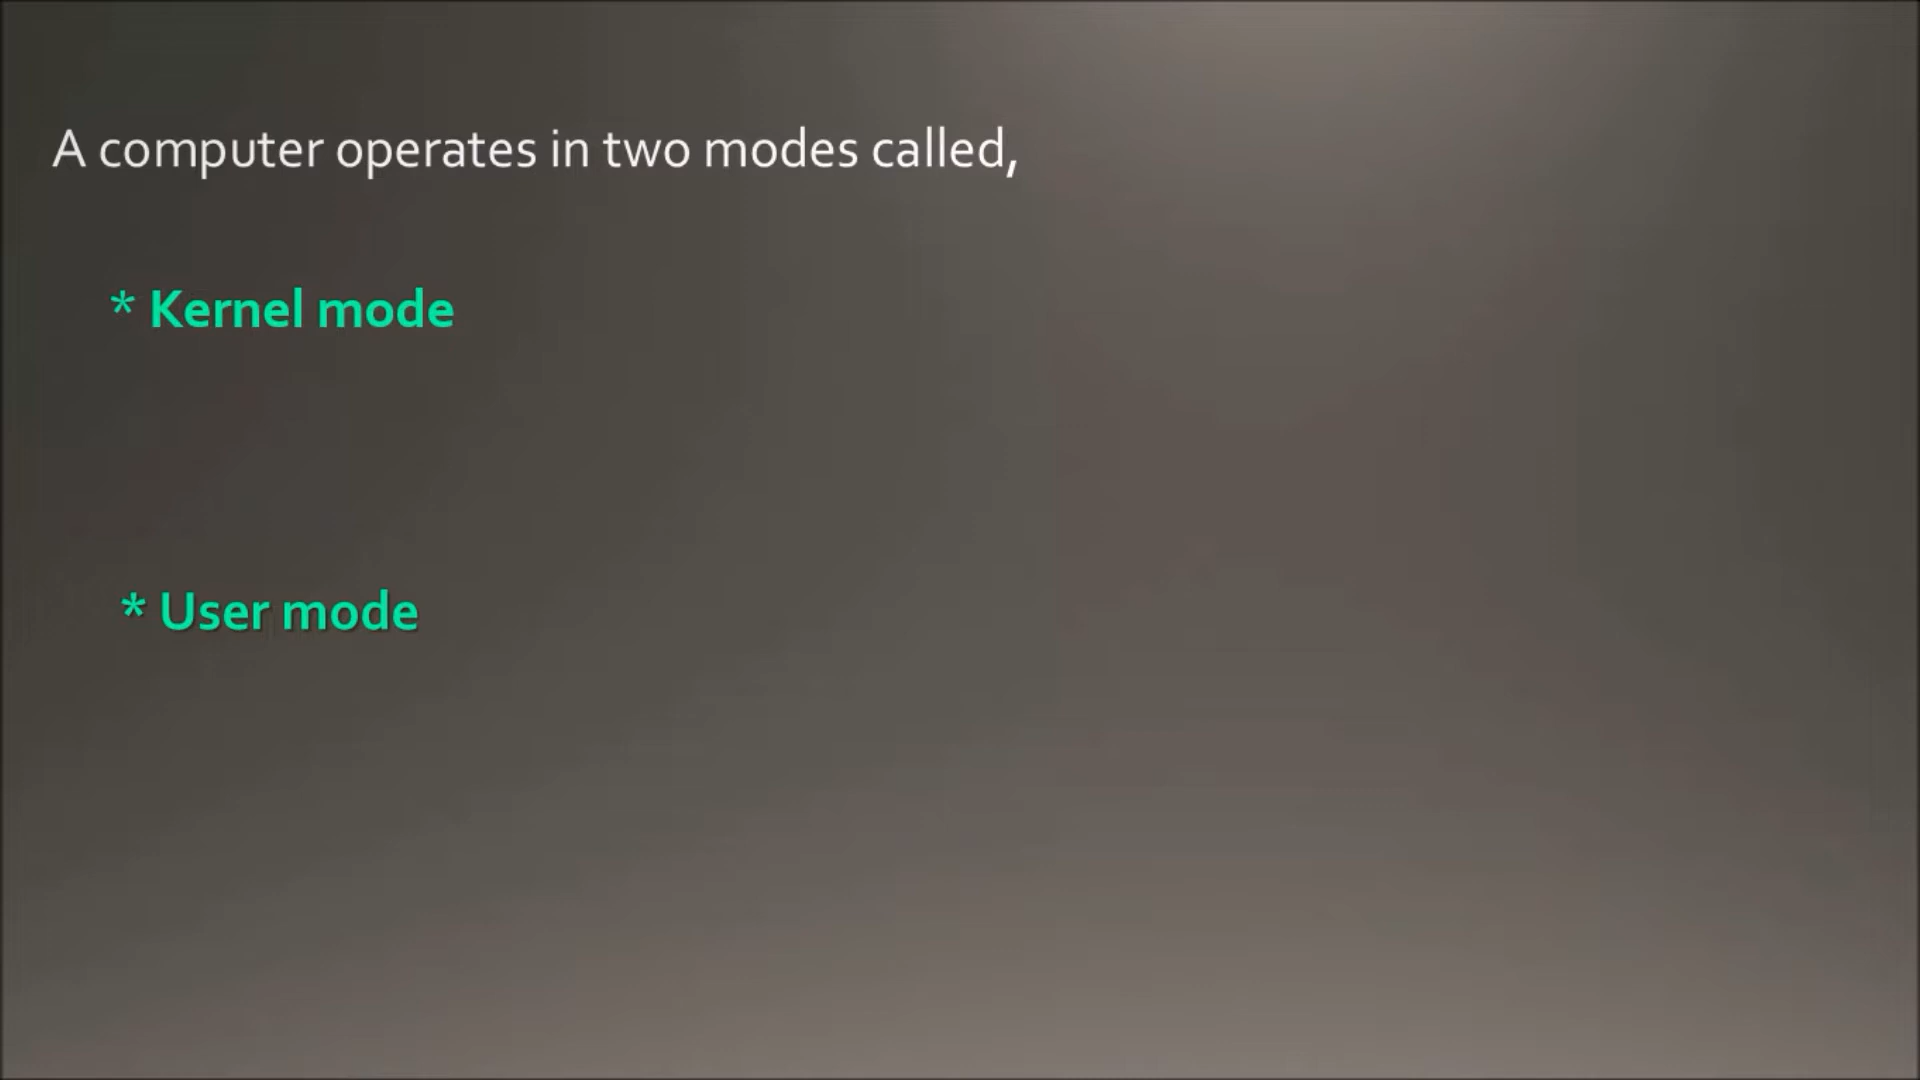 A computer operates in two modes called,
* Kernel mode
* User mode